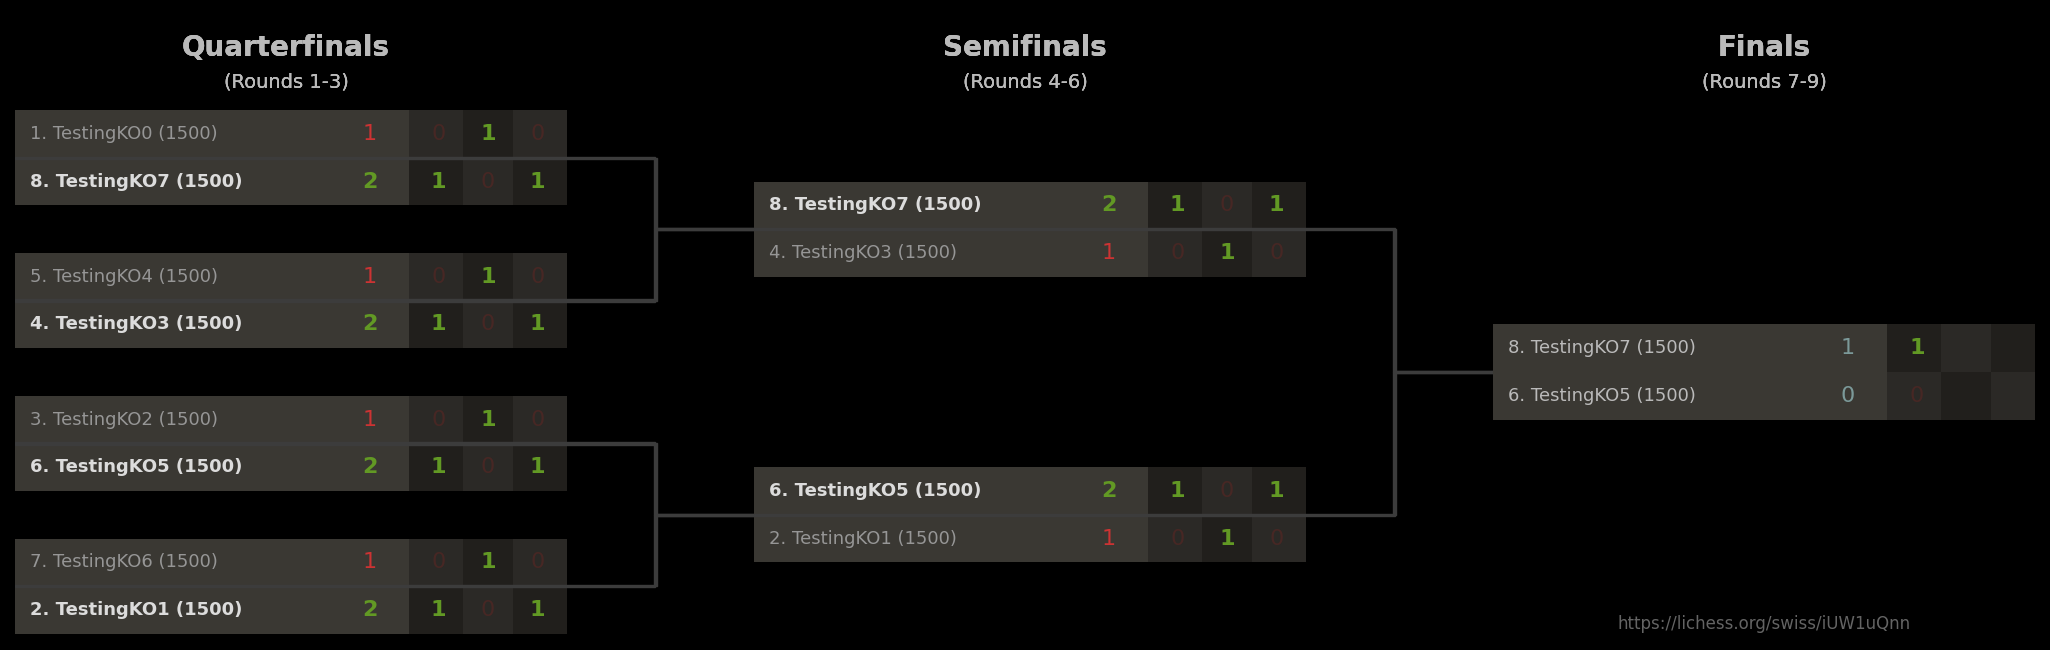 Quarterfinals
(Rounds 1-3)
1. TestingKO0 (1500) 1 0 1 0
8. TestingKO7 (1500) 2 1 0 1
5. TestingKO4 (1500) 1 0 1 0
4. TestingKO3 (1500) 2 1 0 1
3. TestingKO2 (1500) 1 0 1 0
6. TestingKO5 (1500) 2 1 0 1
7. TestingKO6 (1500) 1 0 1 0
2. TestingKO1 (1500) 2 1 0 1
Semifinals
(Rounds 4-6)
8. TestingKO7 (1500) 2 1 0 1
4. TestingKO3 (1500) 1 0 1 0
6. TestingKO5 (1500) 2 1 0 1
2. TestingKO1 (1500) 1 0 1 0
Finals
(Rounds 7-9)
8. TestingKO7 (1500) 1 1
6. TestingKO5 (1500) 0 0
https://lichess.org/swiss/iUW1uQnn